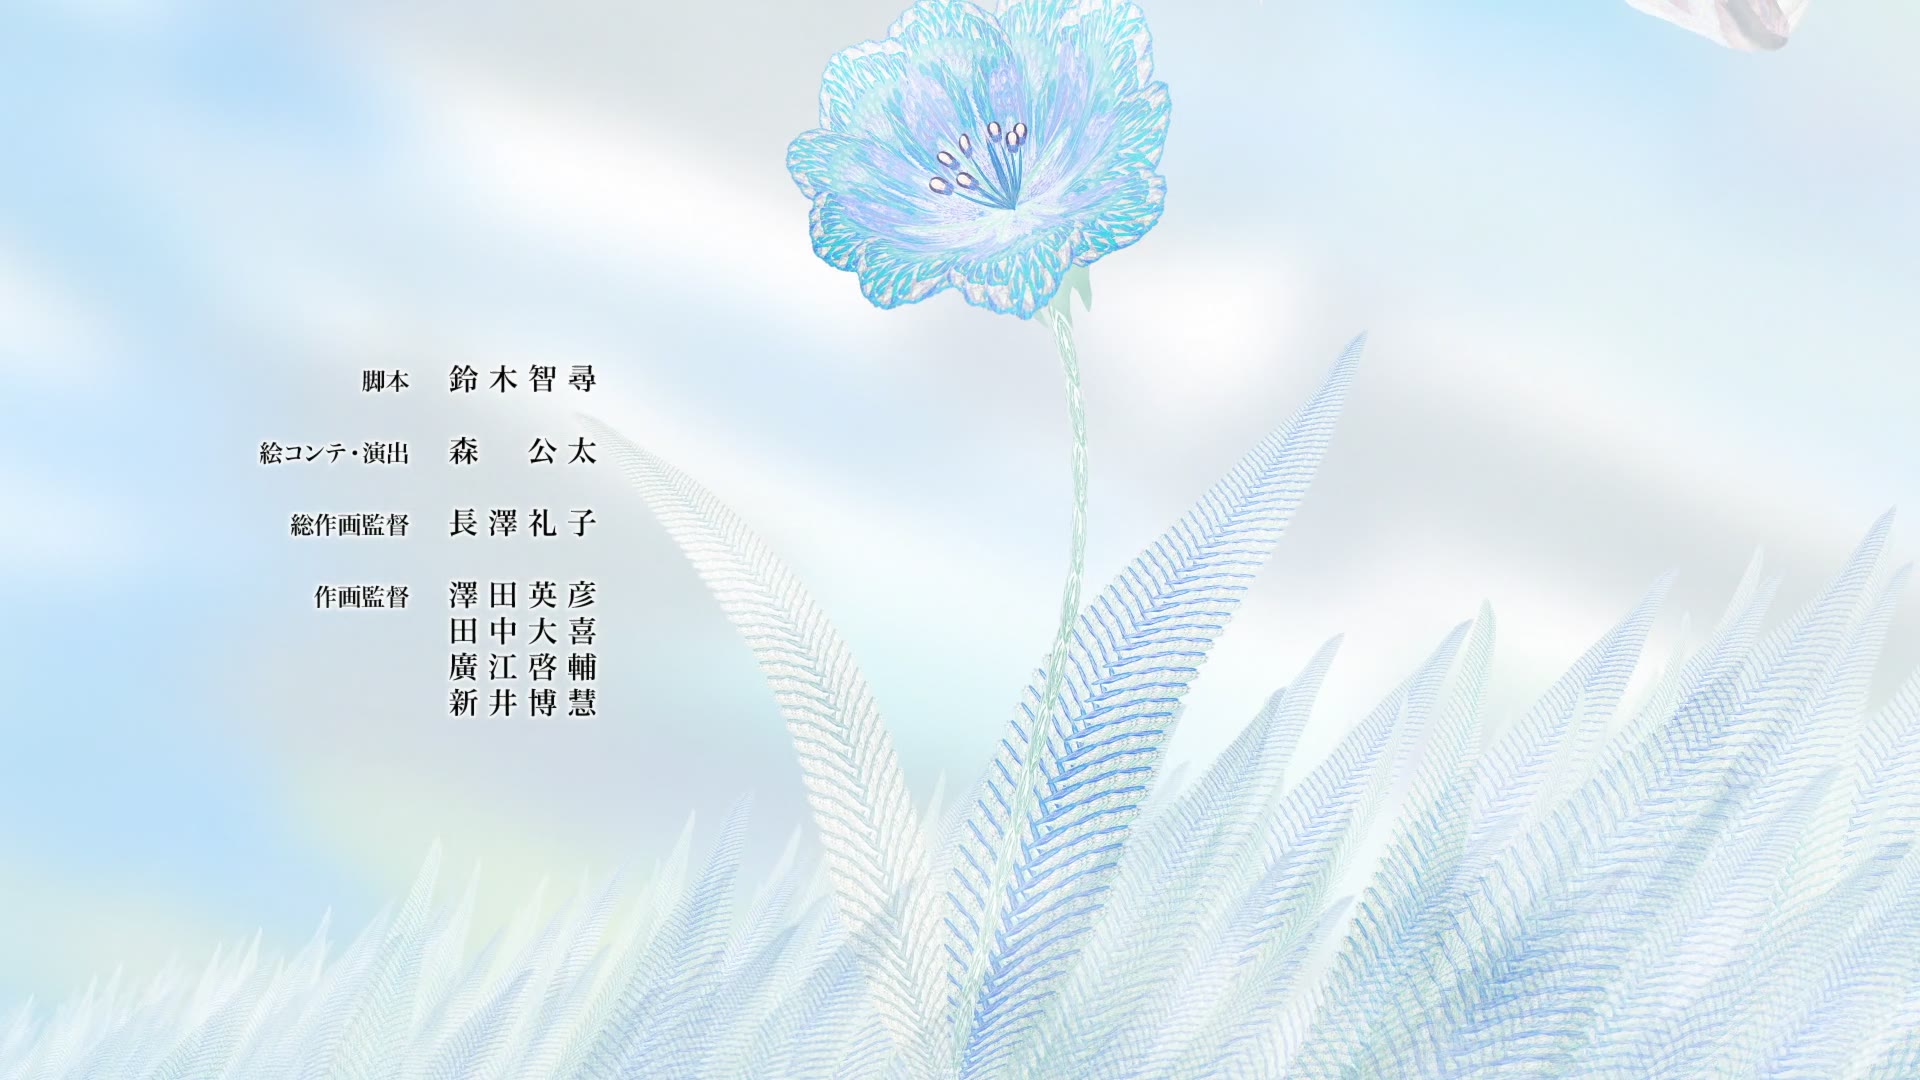 脚本 鈴木智尋
絵コンテ・演出 森 公太
総作画監督 長澤礼子
作画監督 澤田英彦
田中大喜
廣江啓輔
新井博慧